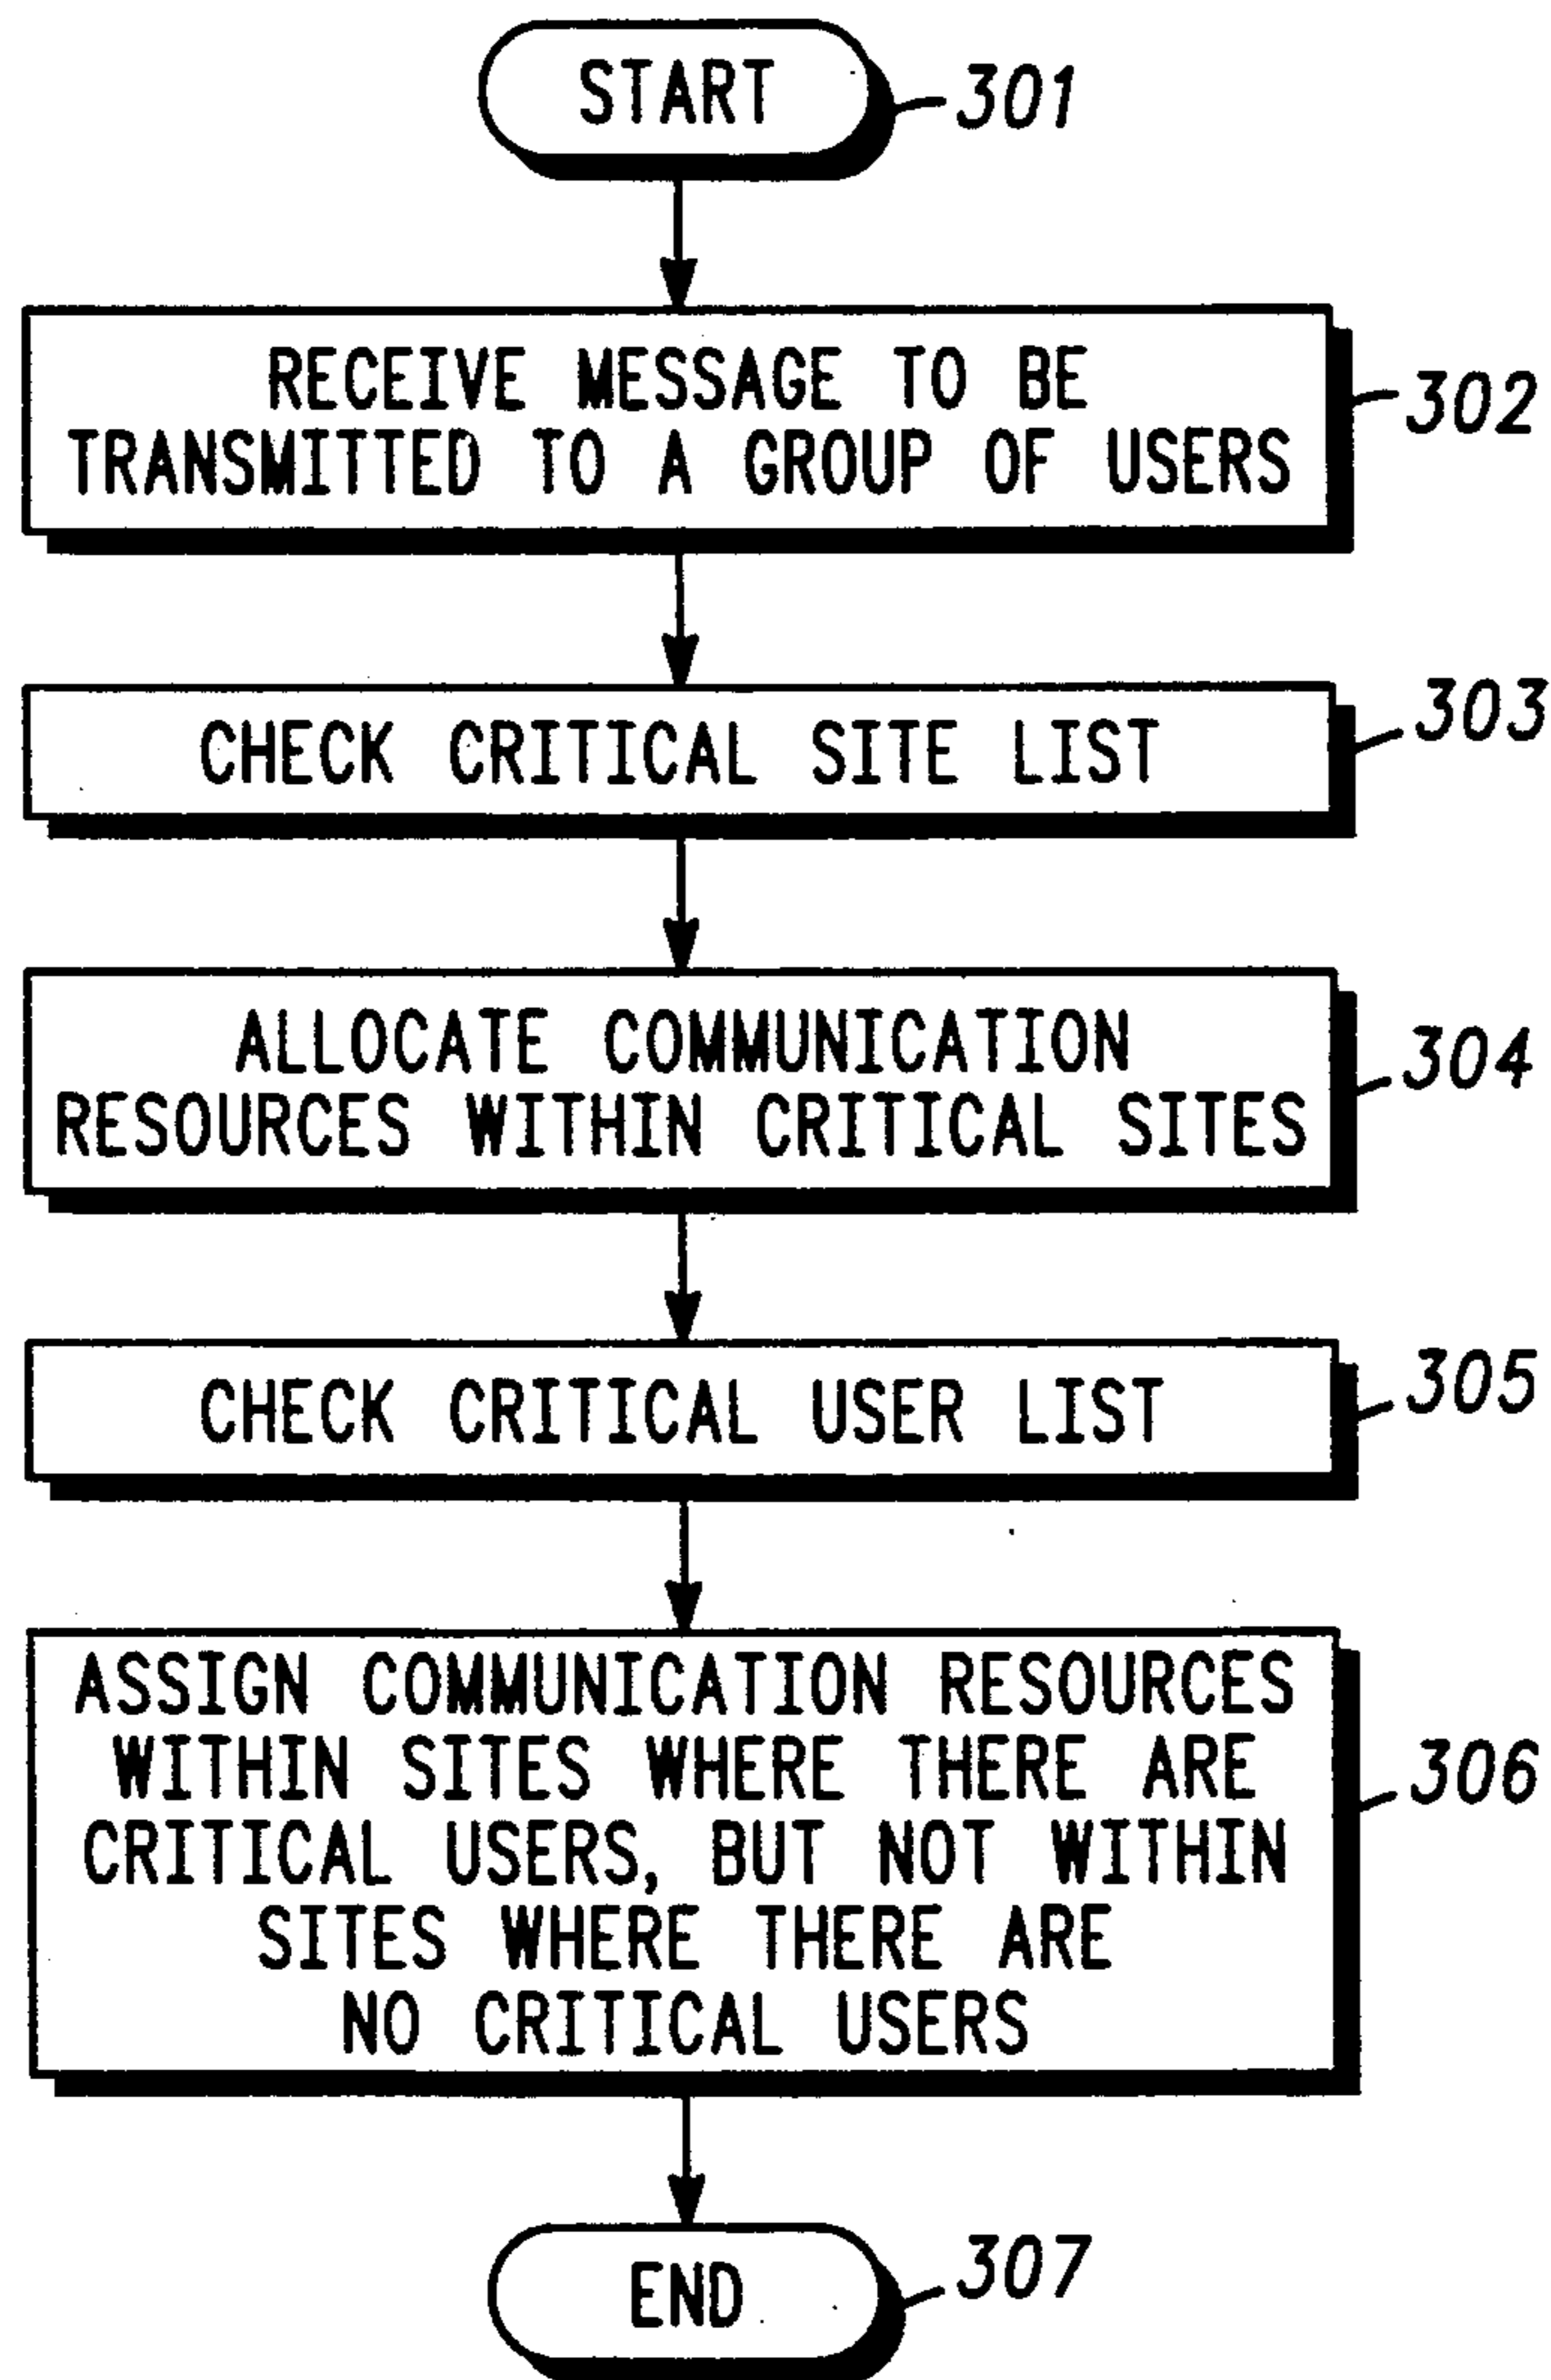 START
301
RECEIVE MESSAGE TO BE
TRANSMITTED TO A GROUP OF USERS
302
CHECK CRITICAL SITE LIST
303
ALLOCATE COMMUNICATION
RESOURCES WITHIN CRITICAL SITES
304
CHECK CRITICAL USER LIST
305
ASSIGN COMMUNICATION RESOURCES
WITHIN SITES WHERE THERE ARE
CRITICAL USERS, BUT NOT WITHIN
SITES WHERE THERE ARE
NO CRITICAL USERS
306
END
307